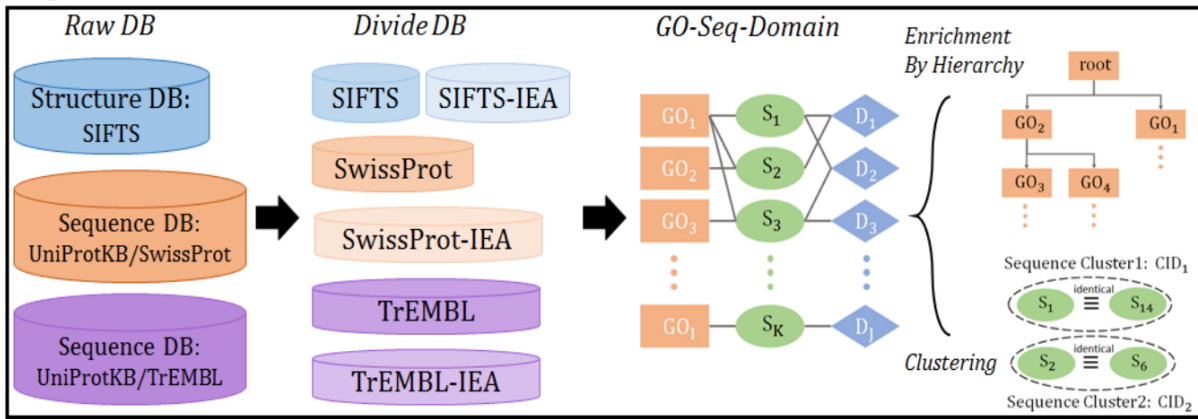 Raw DB
Structure DB:
SIFTS
Sequence DB:
UniProtKB/SwissProt
Sequence DB:
UniProtKB/TrEMBL
Divide DB
SIFTS
SIFTS-IEA
SwissProt
SwissProt-IEA
TrEMBL
TrEMBL-IEA
GO-Seq-Domain
GO₁ S₁ D₁
GO₂ S₂ D₂
GO₃ S₃ D₃
GOₗ S_K D_J
Enrichment
By Hierarchy
root
GO₂ GO₁
GO₃ GO₄
Sequence Cluster1: CID₁
identical
S₁ ≡ S₁₄
identical
S₂ ≡ S₆
Clustering
Sequence Cluster2: CID₂